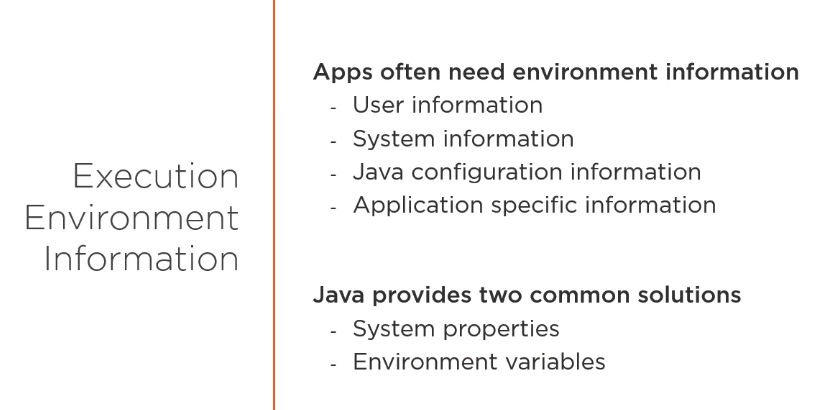 Execution
Environment
Information
Apps often need environment information
- User information
- System information
- Java configuration information
- Application specific information
Java provides two common solutions
- System properties
- Environment variables